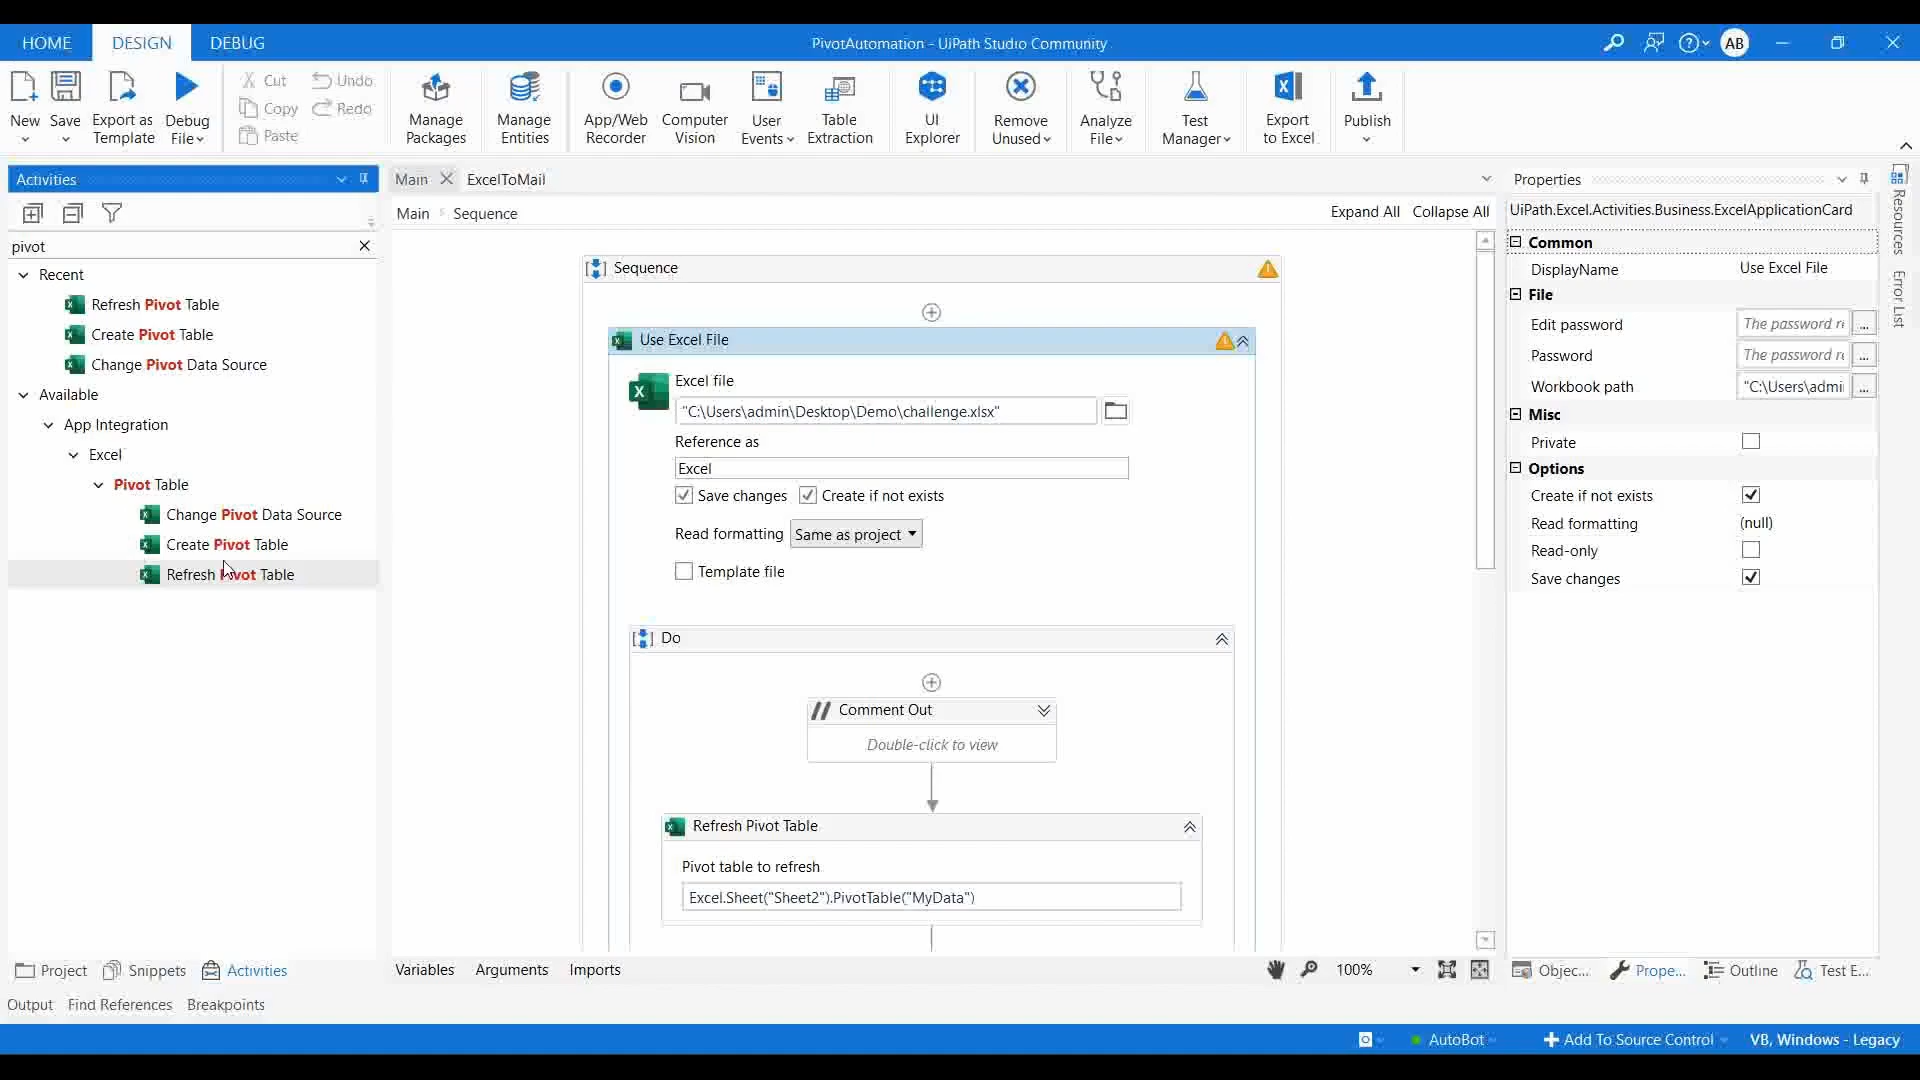 HOME
DESIGN
DEBUG
PivotAutomation - UiPath Studio Community
AB
New
Save
Export as Template
Debug File
Cut
Copy
Paste
Undo
Redo
Manage Packages
Manage Entities
App/Web Recorder
Computer Vision
User Events
Table Extraction
UI Explorer
Remove Unused
Analyze File
Test Manager
Export to Excel
Publish
Activities
pivot
Recent
Refresh Pivot Table
Create Pivot Table
Change Pivot Data Source
Available
App Integration
Excel
Pivot Table
Change Pivot Data Source
Create Pivot Table
Refresh Pivot Table
Project
Snippets
Activities
Main
ExcelToMail
Main
Sequence
Expand All
Collapse All
Sequence
Use Excel File
Excel file
"C:\Users\admin\Desktop\Demo\challenge.xlsx"
Reference as
Excel
Save changes
Create if not exists
Read formatting
Same as project
Template file
Do
// Comment Out
Double-click to view
Refresh Pivot Table
Pivot table to refresh
Excel.Sheet("Sheet2").PivotTable("MyData")
Variables
Arguments
Imports
100%
Properties
UiPath.Excel.Activities.Business.ExcelApplicationCard
Common
DisplayName
Use Excel File
File
Edit password
The password re
...
Password
The password re
...
Workbook path
"C:\Users\admi
...
Misc
Private
Options
Create if not exists
Read formatting
(null)
Read-only
Save changes
Resources
Error List
Objec...
Prope...
Outline
Test E...
Output
Find References
Breakpoints
AutoBot
Add To Source Control
VB, Windows - Legacy